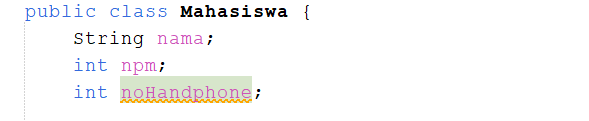 public class Mahasiswa {
    String nama;
    int npm;
    int noHandphone;